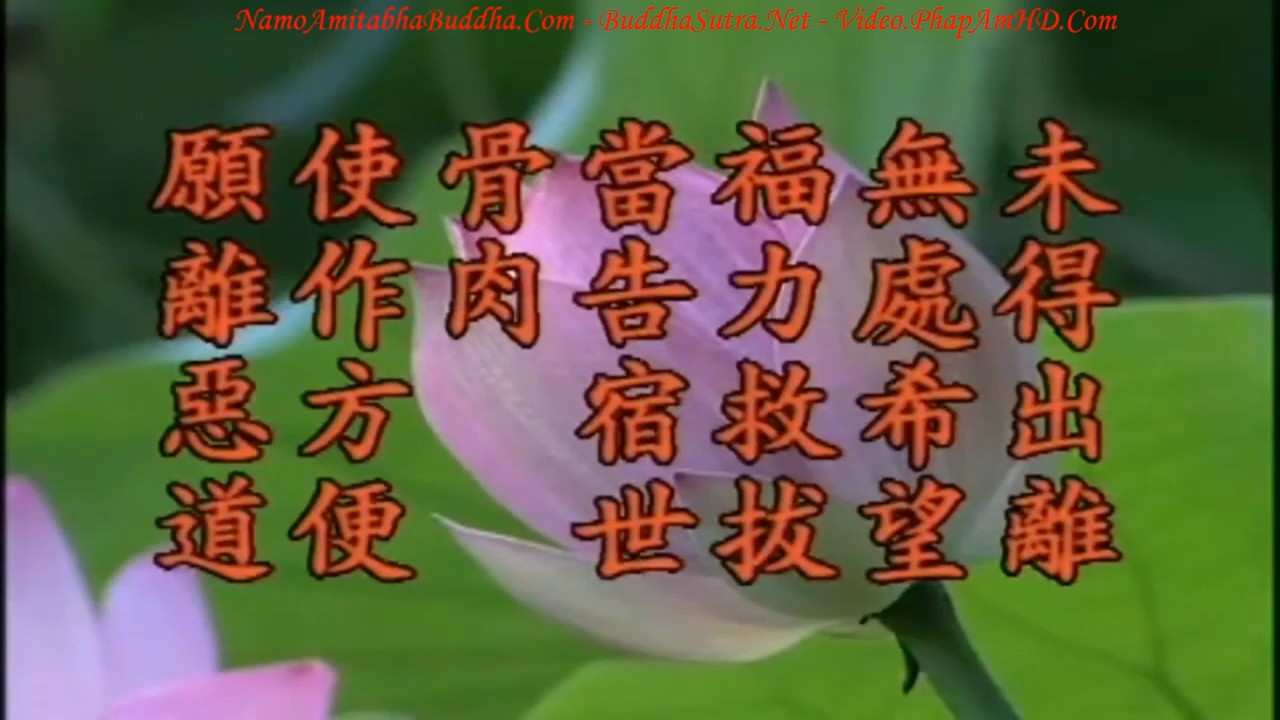 NamoAmitabhaBuddha.Com - BuddhaSutra.Net - Video.PhapAmHD.Com
未得出離
無處希望
福力救拔
當告宿世
骨肉
使作方便
願離惡道